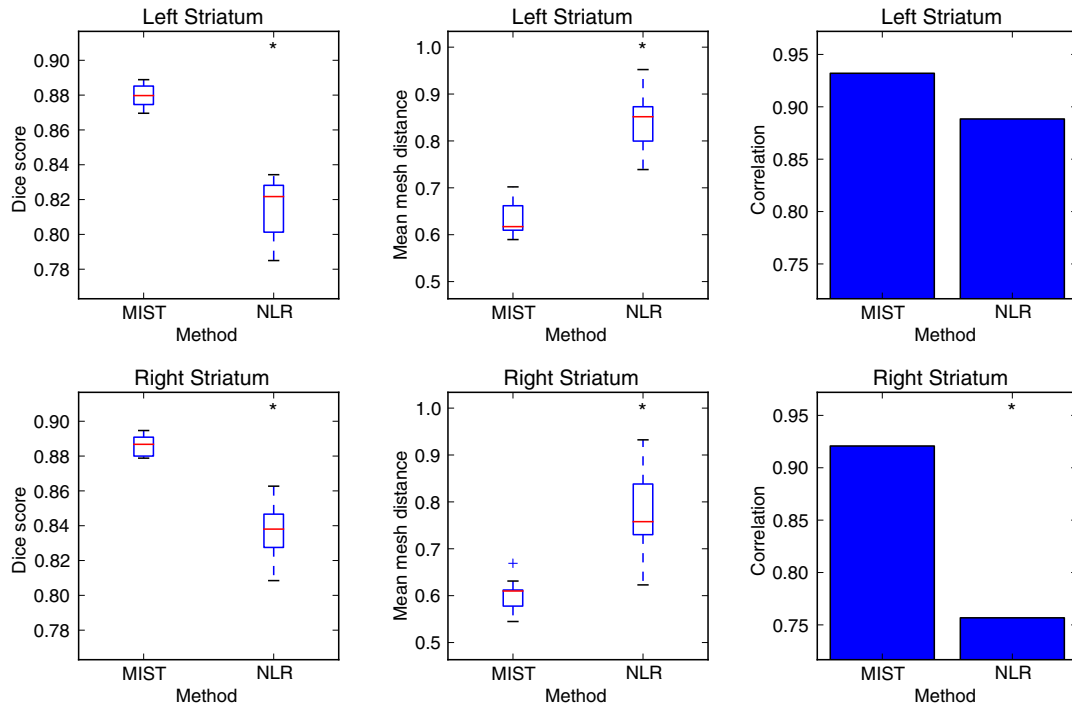 Left Striatum
0.90
0.88
0.86
0.84
0.82
0.80
0.78
Dice score
*
MIST NLR
Method
Left Striatum
1.0
0.9
0.8
0.7
0.6
0.5
Mean mesh distance
*
MIST NLR
Method
Left Striatum
0.95
0.90
0.85
0.80
0.75
Correlation
MIST NLR
Method
Right Striatum
0.90
0.88
0.86
0.84
0.82
0.80
0.78
Dice score
*
MIST NLR
Method
Right Striatum
1.0
0.9
0.8
0.7
0.6
0.5
Mean mesh distance
*
MIST NLR
Method
Right Striatum
0.95
0.90
0.85
0.80
0.75
Correlation
*
MIST NLR
Method